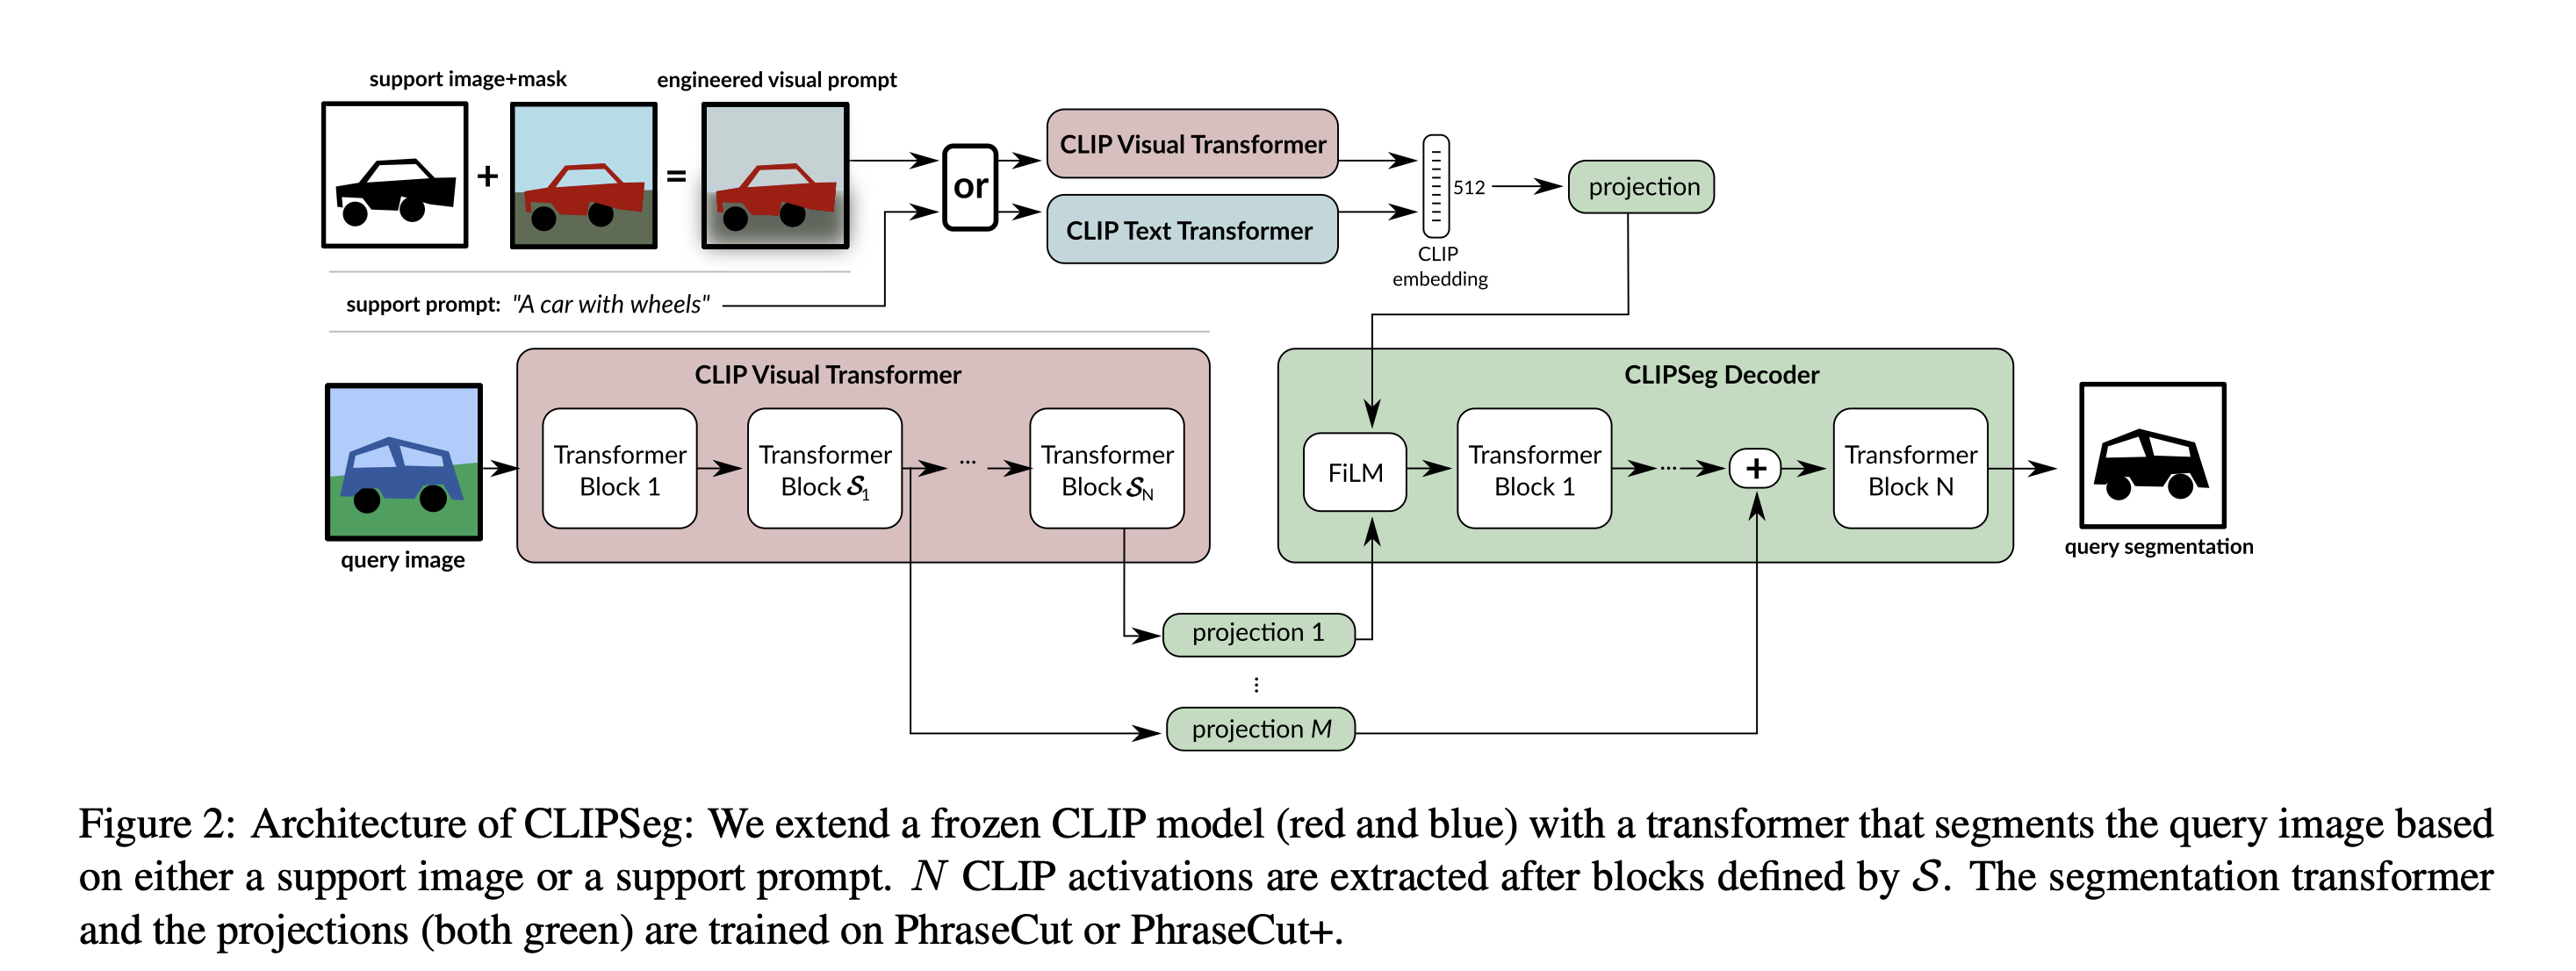 support image+mask
engineered visual prompt
+
=
or
CLIP Visual Transformer
CLIP Text Transformer
512
CLIP
embedding
projection
support prompt: "A car with wheels"
CLIP Visual Transformer
Transformer
Block 1
Transformer
Block 𝓢₁
...
Transformer
Block 𝓢N
query image
CLIPSeg Decoder
FiLM
Transformer
Block 1
...
+
Transformer
Block N
query segmentation
projection 1
⋮
projection M
Figure 2: Architecture of CLIPSeg: We extend a frozen CLIP model (red and blue) with a transformer that segments the query image based
on either a support image or a support prompt. N CLIP activations are extracted after blocks defined by 𝓢. The segmentation transformer
and the projections (both green) are trained on PhraseCut or PhraseCut+.